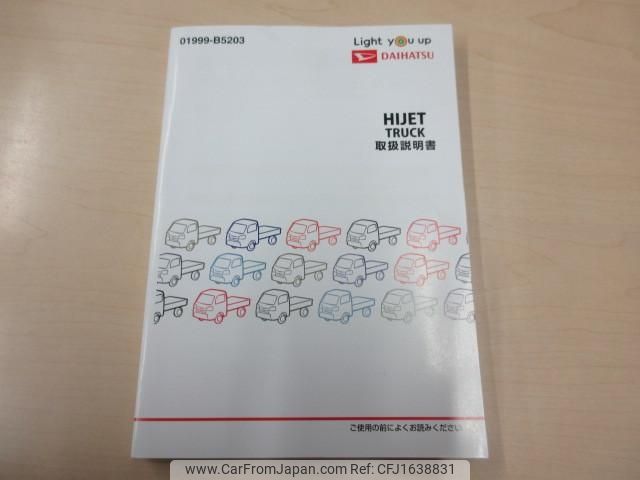 01999-B5203
Light you up
DAIHATSU
HIJET
TRUCK
取扱説明書
ご使用の前によくお読みください
www.CarFromJapan.com | Ref. CFJ1638831